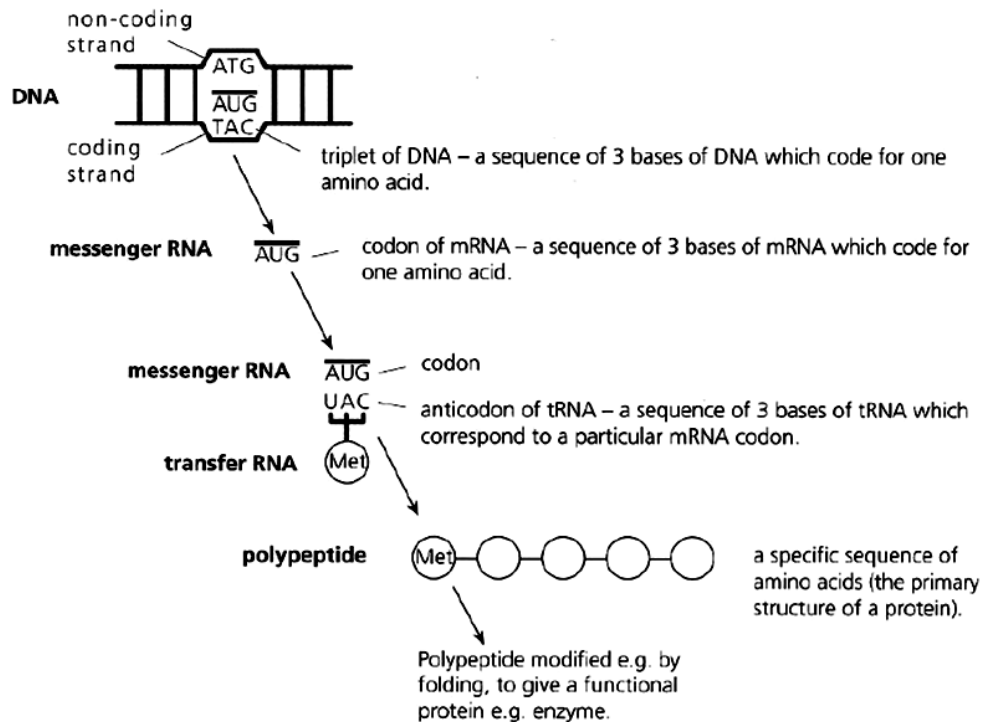 non-coding
strand
ATG
DNA
AUG
TAC
coding
strand
triplet of DNA – a sequence of 3 bases of DNA which code for one
amino acid.
messenger RNA
AUG
codon of mRNA – a sequence of 3 bases of mRNA which code for
one amino acid.
messenger RNA
AUG
codon
UAC
anticodon of tRNA – a sequence of 3 bases of tRNA which
correspond to a particular mRNA codon.
transfer RNA
Met
polypeptide
Met
a specific sequence of
amino acids (the primary
structure of a protein).
Polypeptide modified e.g. by
folding, to give a functional
protein e.g. enzyme.